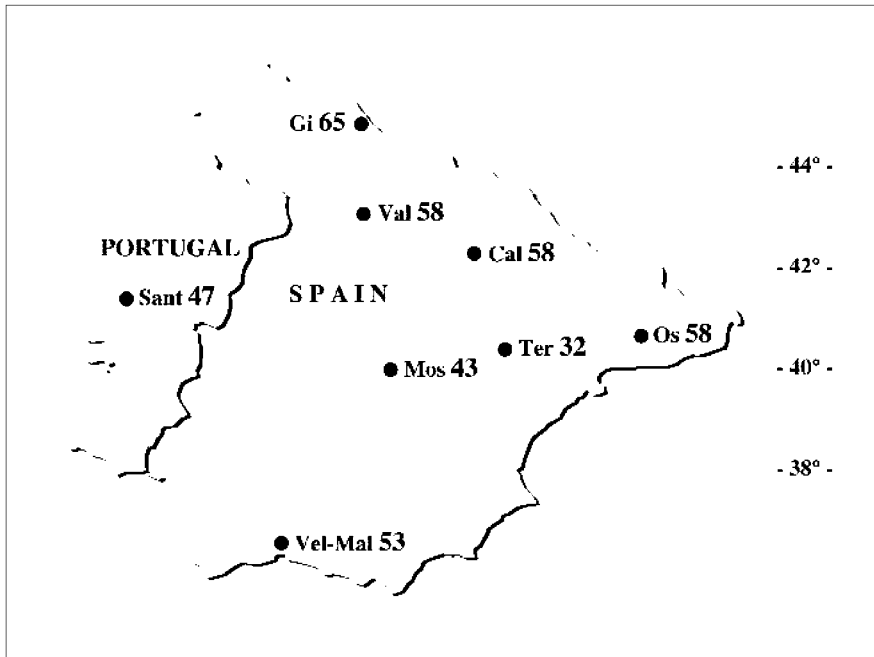 Gi 65
- 44° -
Val 58
PORTUGAL
Cal 58
- 42° -
SPAIN
Sant 47
Os 58
Ter 32
Mos 43
- 40° -
- 38° -
Vel-Mal 53